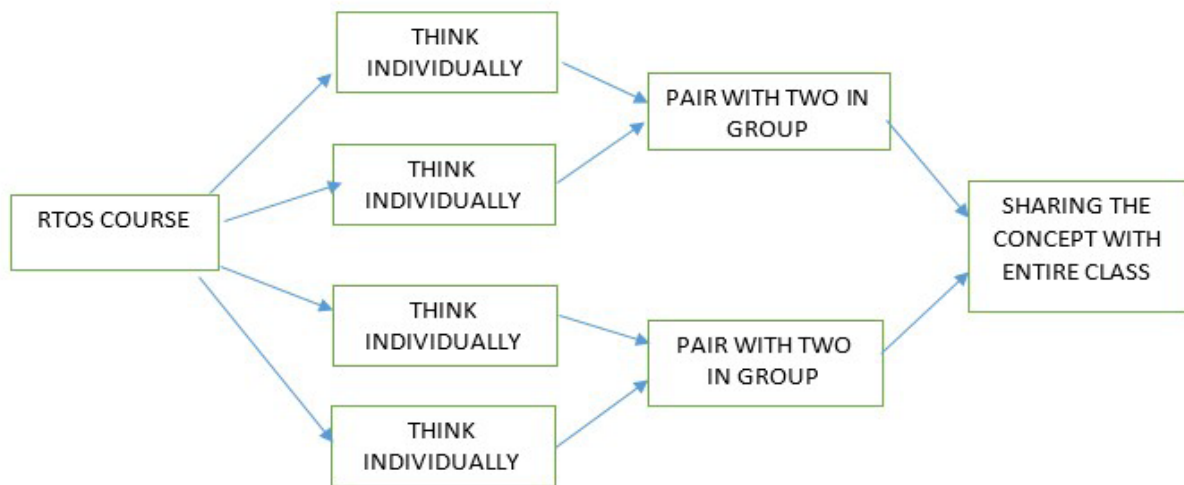 RTOS COURSE
THINK
INDIVIDUALLY
THINK
INDIVIDUALLY
THINK
INDIVIDUALLY
THINK
INDIVIDUALLY
PAIR WITH TWO IN
GROUP
PAIR WITH TWO
IN GROUP
SHARING THE
CONCEPT WITH
ENTIRE CLASS